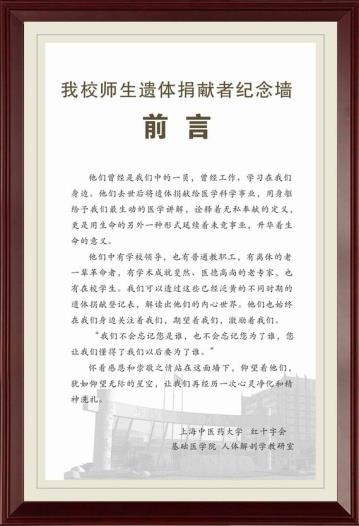 我校师生遗体捐献者纪念墙
前言
他们曾经是我们中的一员，曾经工作、学习在我们
身边。他们去世后将遗体捐献给医学科学事业，用身躯
给予我们最生动的医学讲解，诠释着无私奉献的定义，
更是用生命的另外一种形式延续着未竟事业，升华着生
命的意义。
他们中有学校领导，也有普通教职工，有离休的老
一辈革命者，有学术成就斐然、医德高尚的老专家，也
有在校学生。我们可以透过这些已经泛黄的不同时期的
遗体捐献登记表，解读出他们的内心世界。他们也始终
在我们身边关注着我们，期望着我们，激励着我们。
“我们不会忘记您是谁，也不会忘记您为了谁，您
让我们懂得了我们以后要为了谁。”
怀着感恩和崇敬之情站在这面墙下，仰望着他们，
犹如仰望无际的星空，让我们再经历一次心灵净化和精
神洗礼。
上海中医药大学 红十字会
基础医学院 人体解剖学教研室